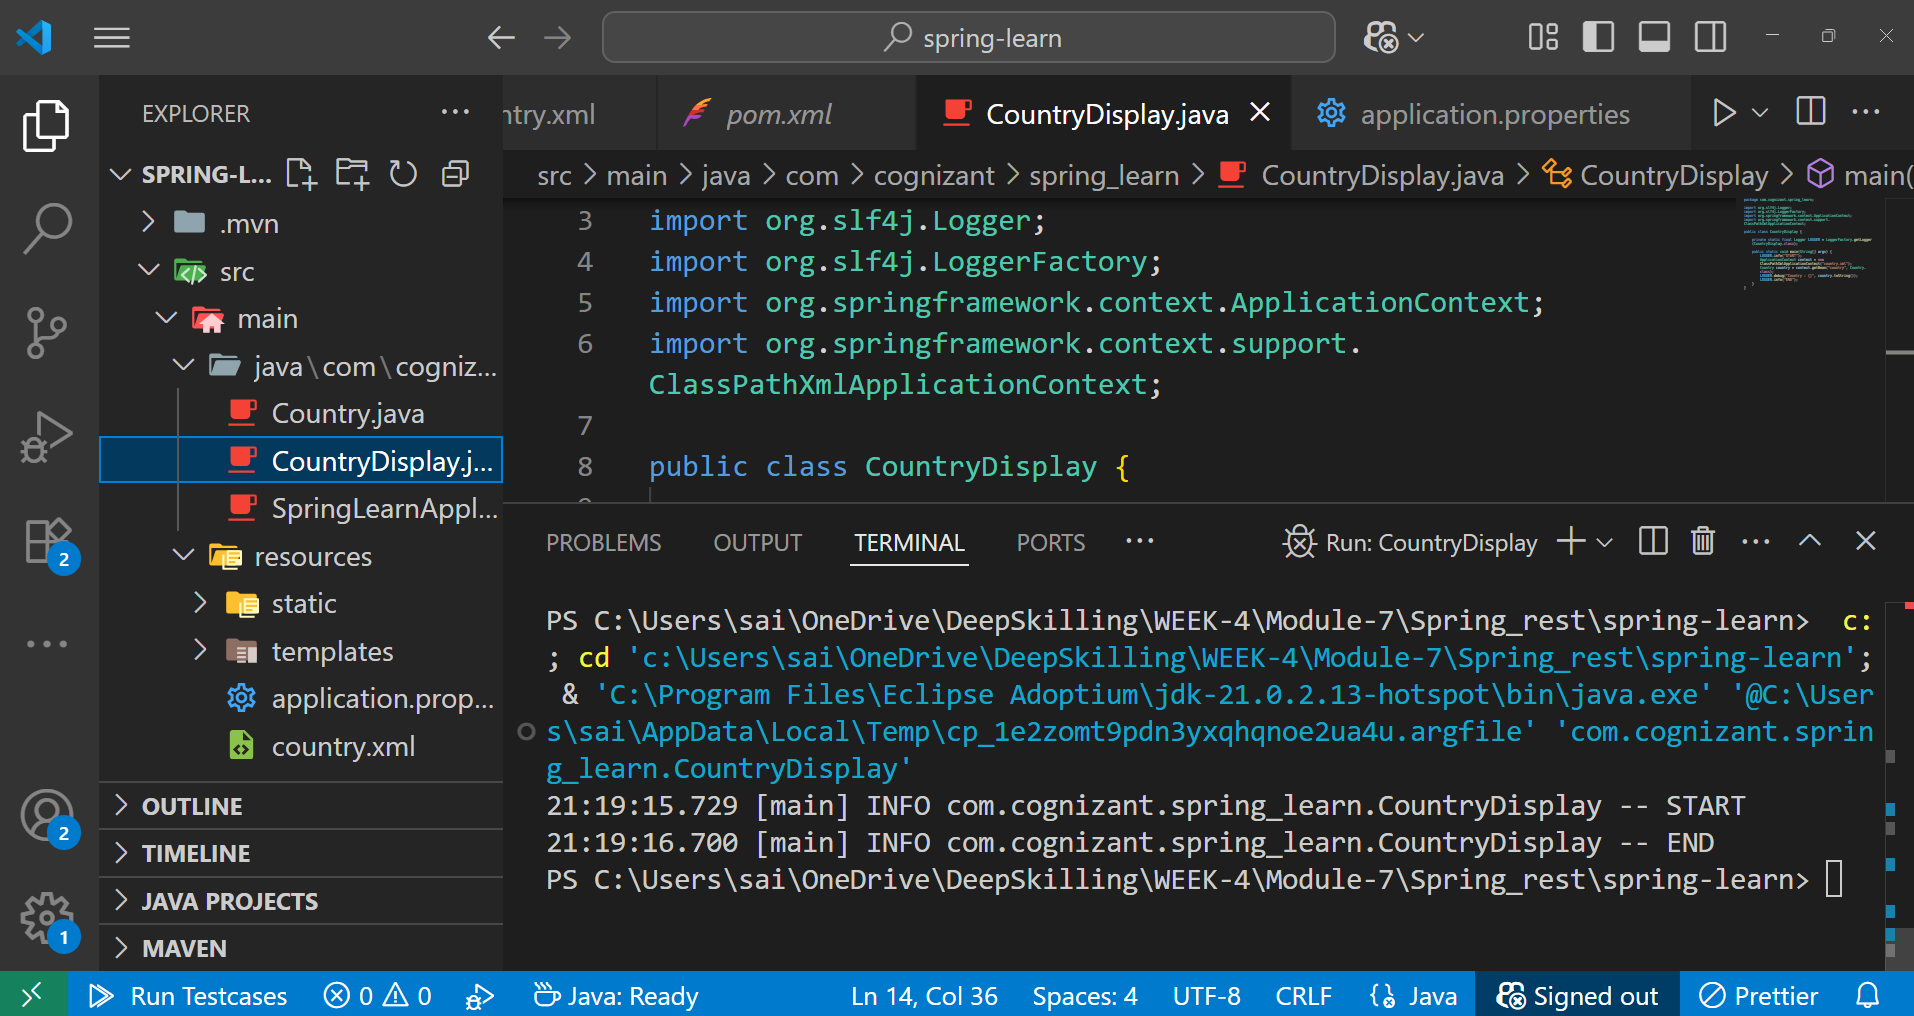 spring-learn
EXPLORER
SPRING-L...
.mvn
src
main
java\com\cogniz...
Country.java
CountryDisplay.j...
SpringLearnAppl...
resources
static
templates
application.prop...
country.xml
OUTLINE
TIMELINE
JAVA PROJECTS
MAVEN
2
2
1
ntry.xml
pom.xml
CountryDisplay.java
application.properties
src > main > java > com > cognizant > spring_learn > CountryDisplay.java > CountryDisplay > main(
3 import org.slf4j.Logger;
4 import org.slf4j.LoggerFactory;
5 import org.springframework.context.ApplicationContext;
6 import org.springframework.context.support.
ClassPathXmlApplicationContext;
7
8 public class CountryDisplay {
PROBLEMS OUTPUT TERMINAL PORTS ... Run: CountryDisplay
PS C:\Users\sai\OneDrive\DeepSkilling\WEEK-4\Module-7\Spring_rest\spring-learn>  c:
; cd 'c:\Users\sai\OneDrive\DeepSkilling\WEEK-4\Module-7\Spring_rest\spring-learn';
& 'C:\Program Files\Eclipse Adoptium\jdk-21.0.2.13-hotspot\bin\java.exe' '@C:\User
s\sai\AppData\Local\Temp\cp_1e2zomt9pdn3yxqhqnoe2ua4u.argfile' 'com.cognizant.sprin
g_learn.CountryDisplay'
21:19:15.729 [main] INFO com.cognizant.spring_learn.CountryDisplay -- START
21:19:16.700 [main] INFO com.cognizant.spring_learn.CountryDisplay -- END
PS C:\Users\sai\OneDrive\DeepSkilling\WEEK-4\Module-7\Spring_rest\spring-learn>
Run Testcases 0 0 Java: Ready Ln 14, Col 36 Spaces: 4 UTF-8 CRLF Java Signed out Prettier